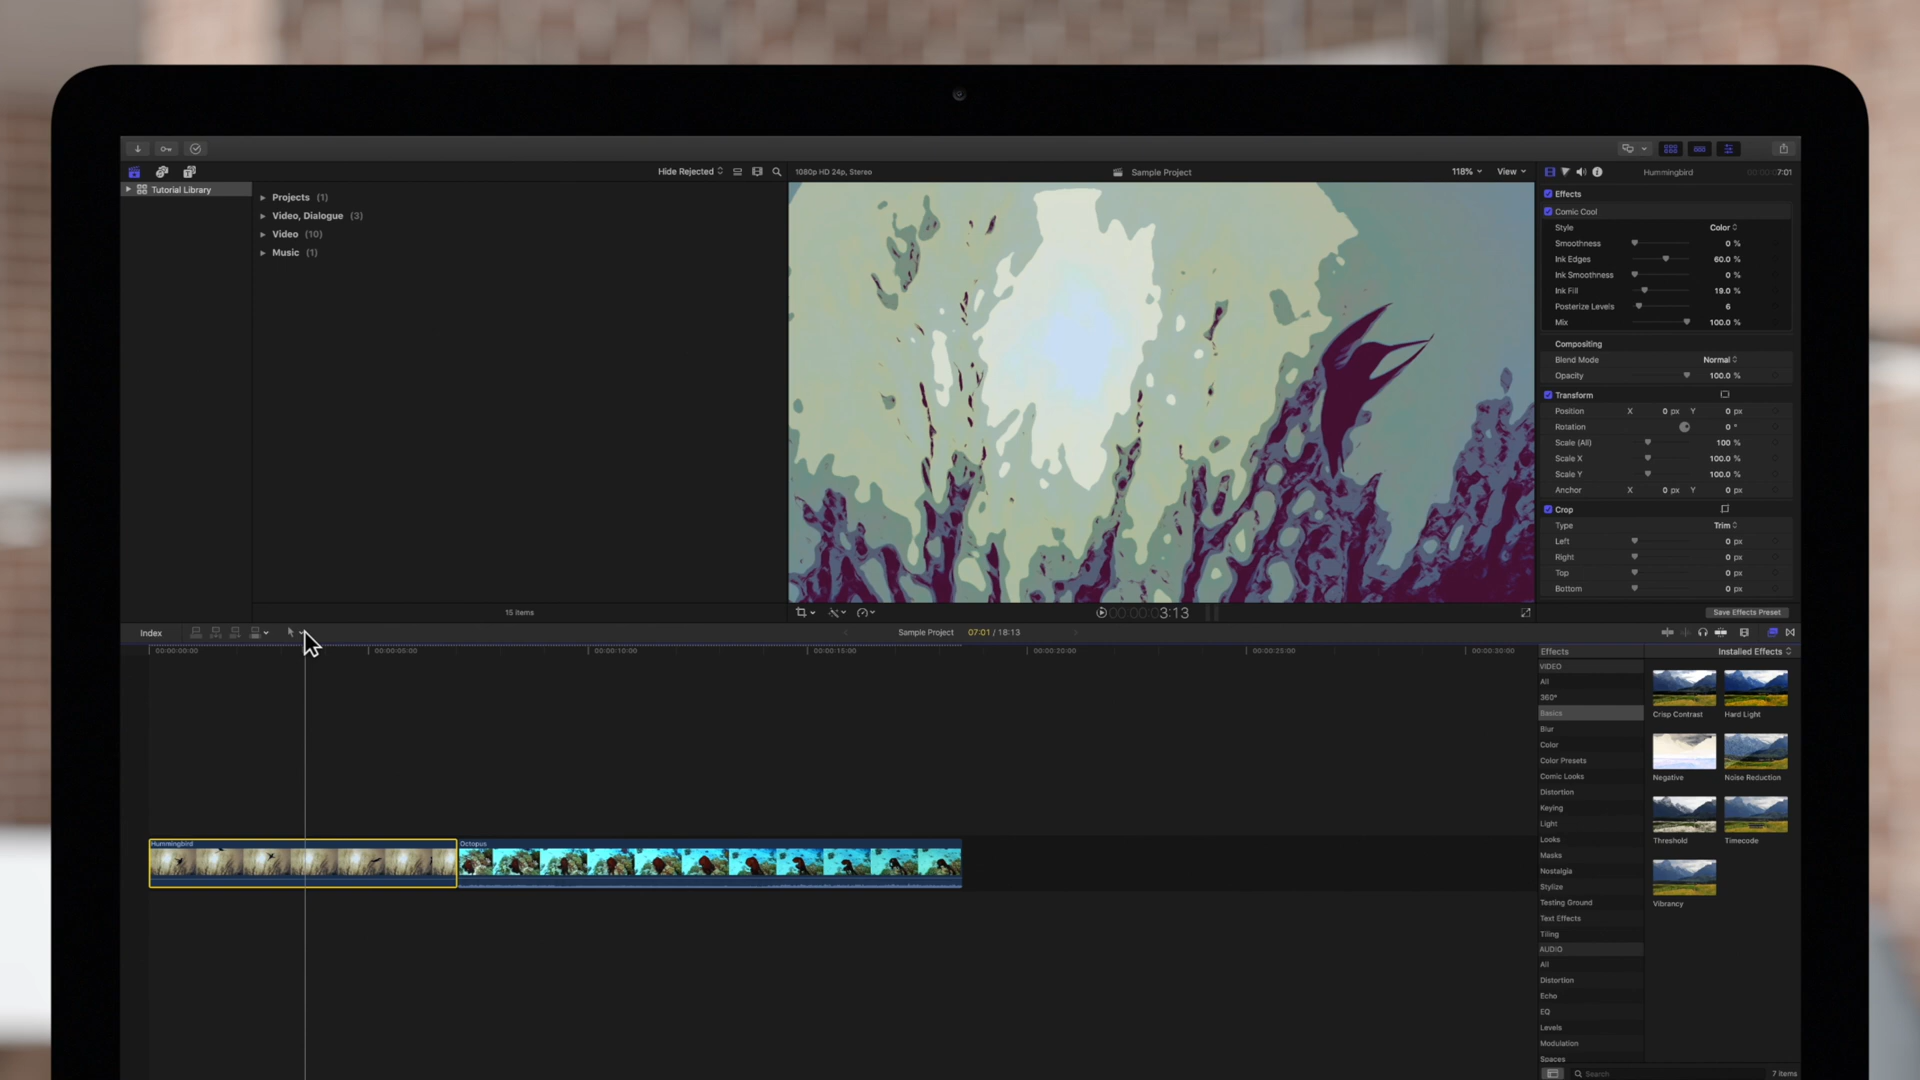 Hide Rejected
1080p HD 24p, Stereo
Sample Project
118%
View
Hummingbird
7:01
Tutorial Library
Projects (1)
Video, Dialogue (3)
Video (10)
Music (1)
15 items
Effects
Comic Cool
Style Color
Smoothness 0 %
Ink Edges 60.0 %
Ink Smoothness 0 %
Ink Fill 19.0 %
Posterize Levels 6
Mix 100.0 %
Compositing
Blend Mode Normal
Opacity 100.0 %
Transform
Position X 0 px Y 0 px
Rotation 0 °
Scale (All) 100 %
Scale X 100.0 %
Scale Y 100.0 %
Anchor X 0 px Y 0 px
Crop
Type Trim
Left 0 px
Right 0 px
Top 0 px
Bottom 0 px
Save Effects Preset
00:00:00:03:13
Index
Sample Project
07:01 / 18:13
00:00:00:00
00:00:05:00
00:00:10:00
00:00:15:00
00:00:20:00
00:00:25:00
00:00:30:00
Hummingbird
Octopus
Effects
Installed Effects
VIDEO
All
360°
Basics
Blur
Color
Color Presets
Comic Looks
Distortion
Keying
Light
Looks
Masks
Nostalgia
Stylize
Testing Ground
Text Effects
Tiling
AUDIO
All
Distortion
Echo
EQ
Levels
Modulation
Spaces
Crisp Contrast
Hard Light
Negative
Noise Reduction
Threshold
Timecode
Vibrancy
Search
7 items